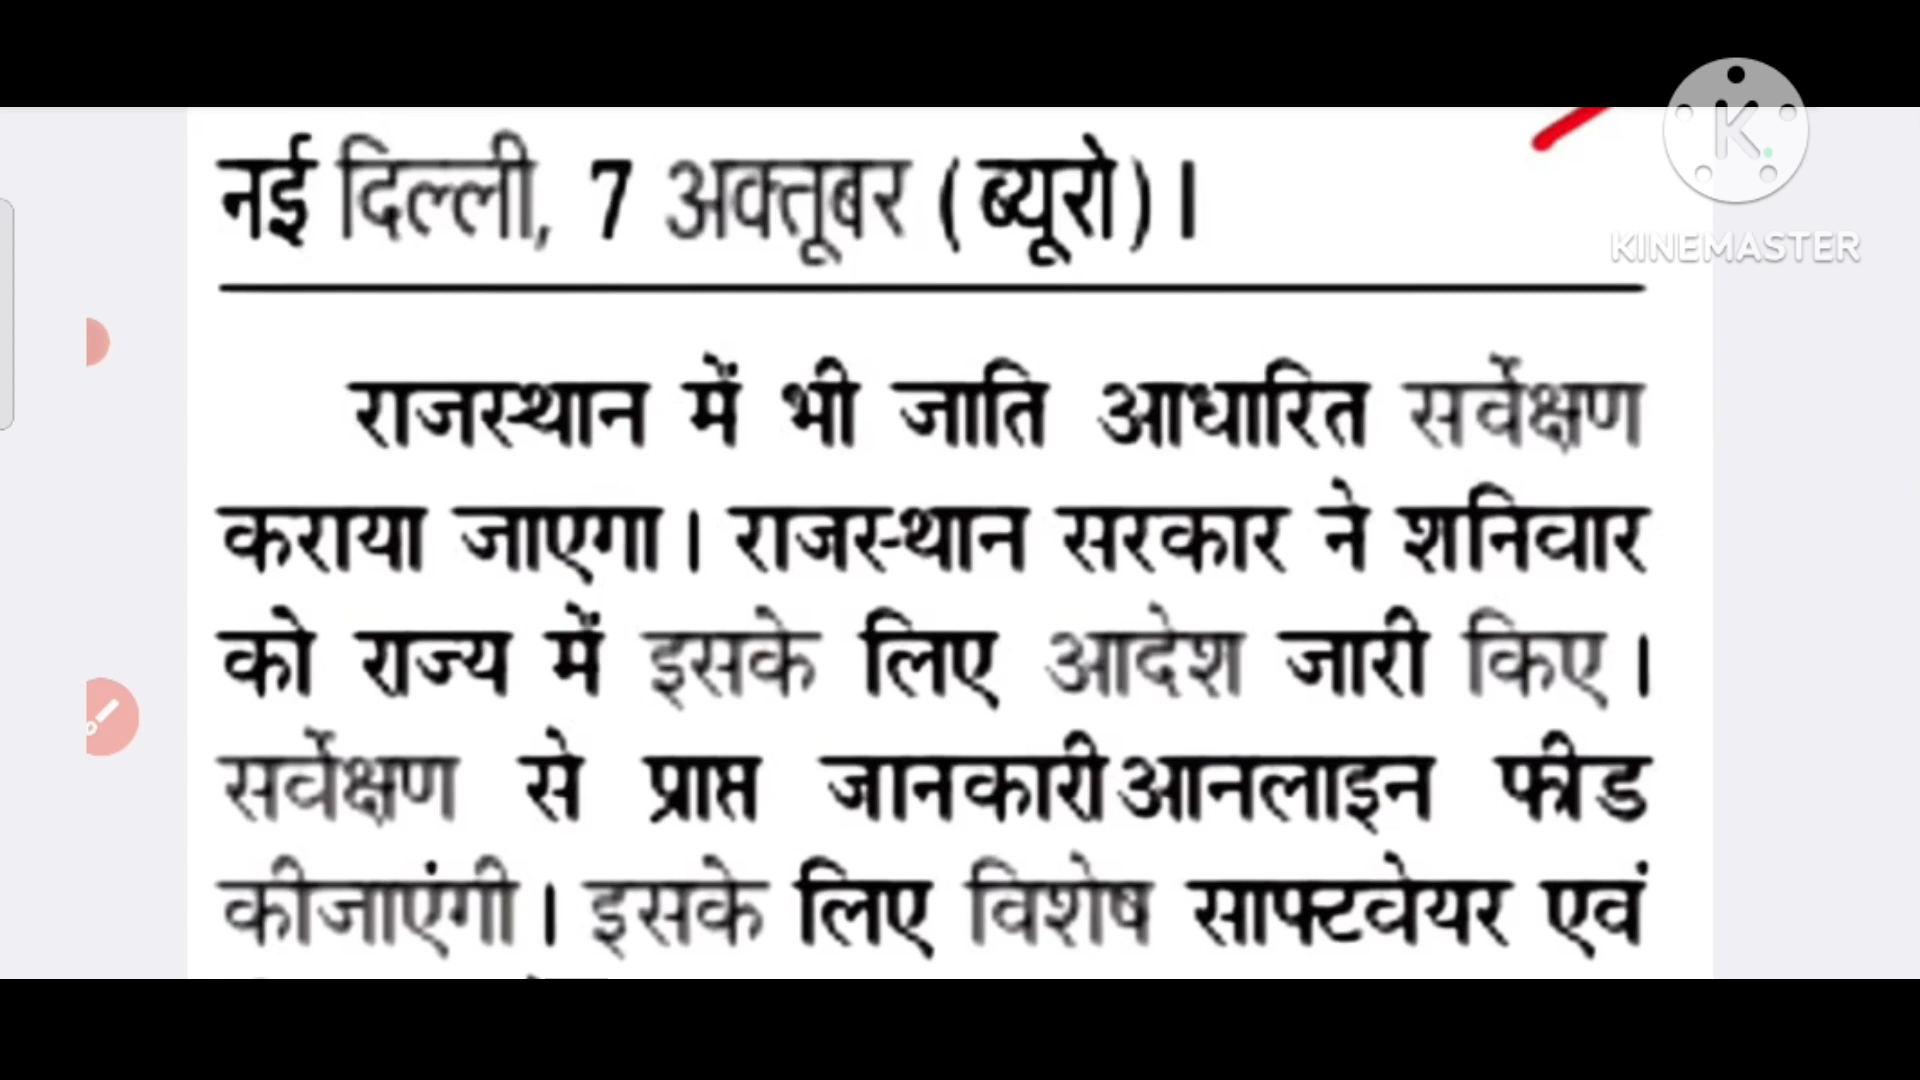 नई दिल्ली, 7 अक्तूबर (ब्यूरो)।
KINEMASTER
राजस्थान में भी जाति आधारित सर्वेक्षण
कराया जाएगा। राजस्थान सरकार ने शनिवार
को राज्य में इसके लिए आदेश जारी किए।
सर्वेक्षण से प्राप्त जानकारी आनलाइन फीड
कीजाएंगी। इसके लिए विशेष साफ्टवेयर एवं